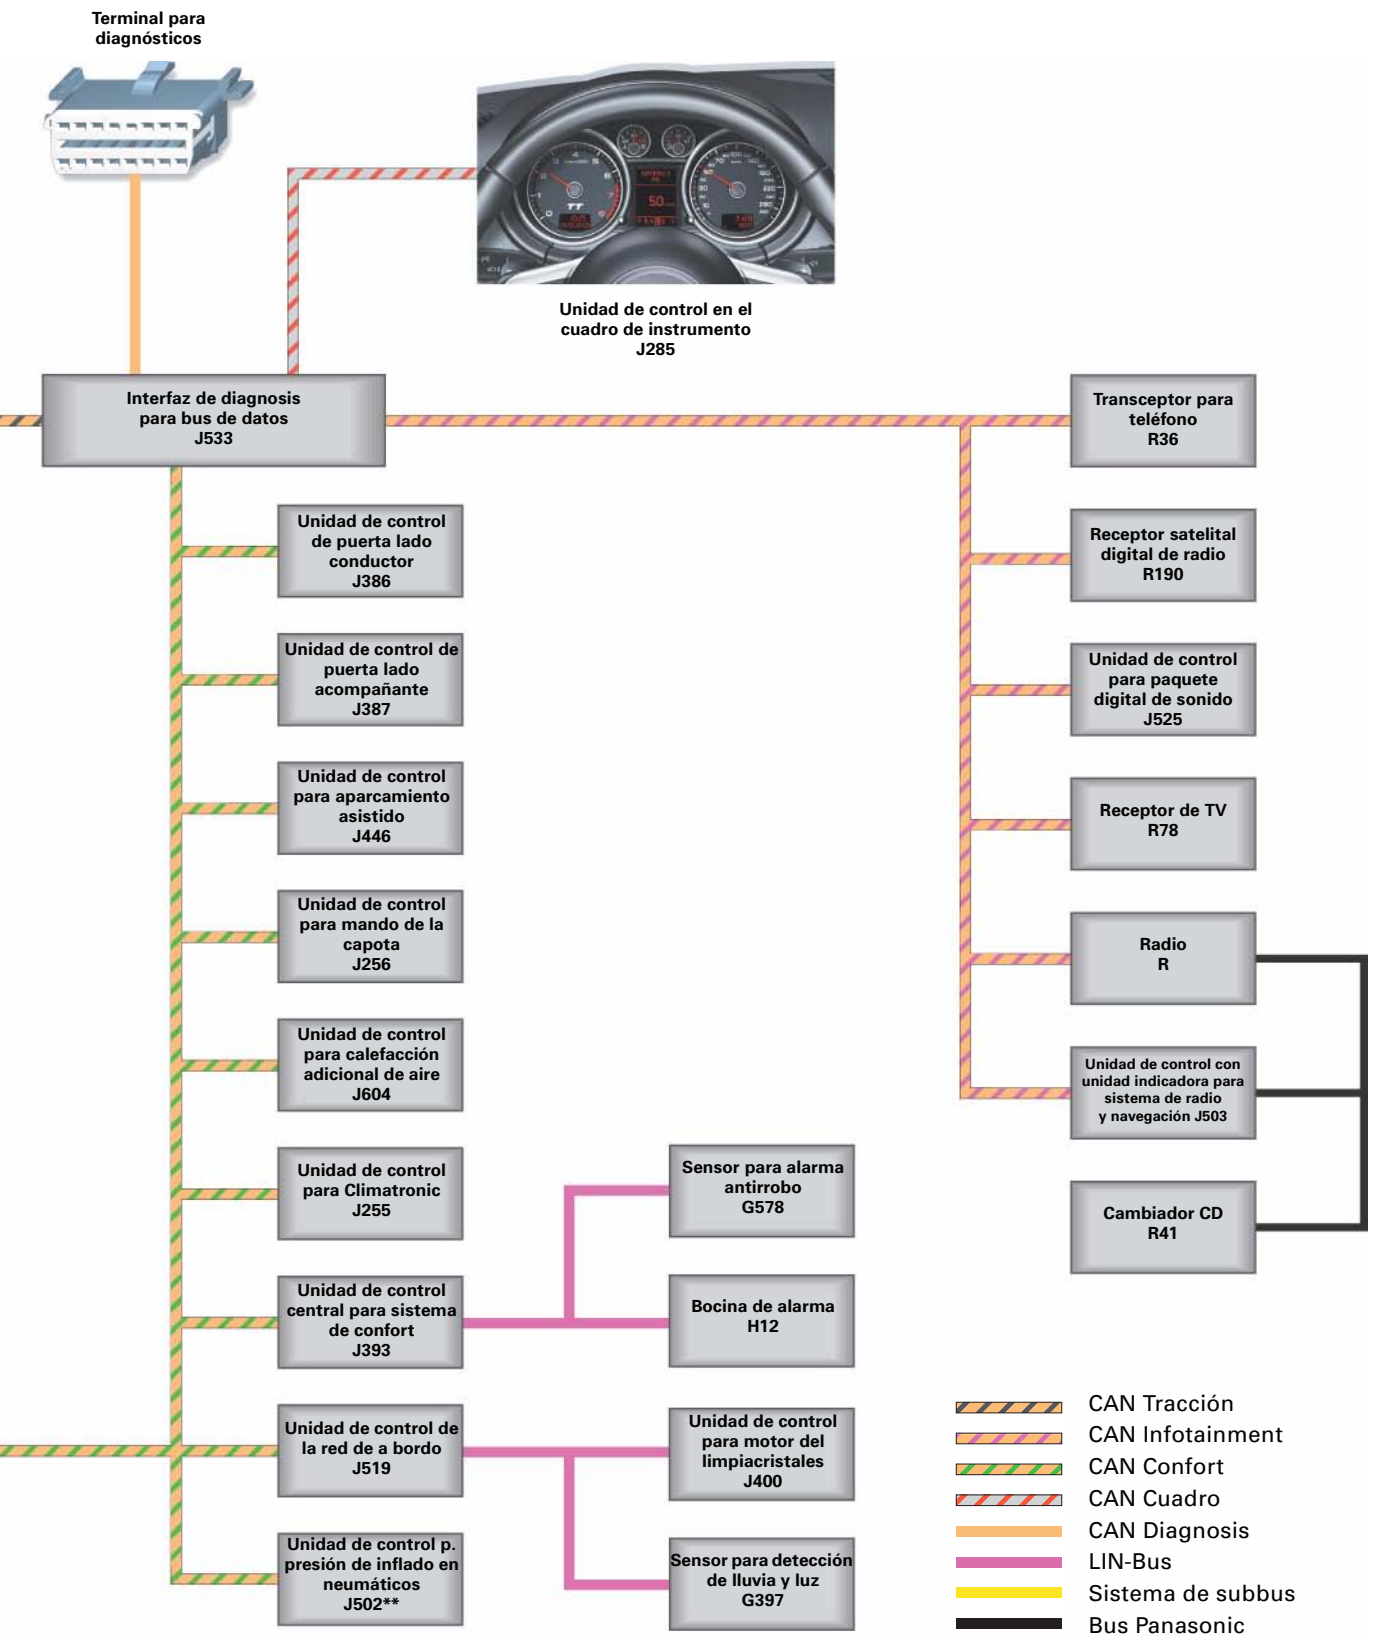 Terminal para
diagnósticos
TT
50
Unidad de control en el
cuadro de instrumento
J285
Interfaz de diagnosis
para bus de datos
J533
Transceptor para
teléfono
R36
Unidad de control
de puerta lado
conductor
J386
Receptor satelital
digital de radio
R190
Unidad de control de
puerta lado
acompañante
J387
Unidad de control
para paquete
digital de sonido
J525
Unidad de control
para aparcamiento
asistido
J446
Receptor de TV
R78
Unidad de control
para mando de la
capota
J256
Radio
R
Unidad de control
para calefacción
adicional de aire
J604
Unidad de control con
unidad indicadora para
sistema de radio
y navegación J503
Unidad de control
para Climatronic
J255
Sensor para alarma
antirrobo
G578
Cambiador CD
R41
Unidad de control
central para sistema
de confort
J393
Bocina de alarma
H12
Unidad de control de
la red de a bordo
J519
Unidad de control
para motor del
limpiacristales
J400
Unidad de control p.
presión de inflado en
neumáticos
J502**
Sensor para detección
de lluvia y luz
G397
CAN Tracción
CAN Infotainment
CAN Confort
CAN Cuadro
CAN Diagnosis
LIN-Bus
Sistema de subbus
Bus Panasonic